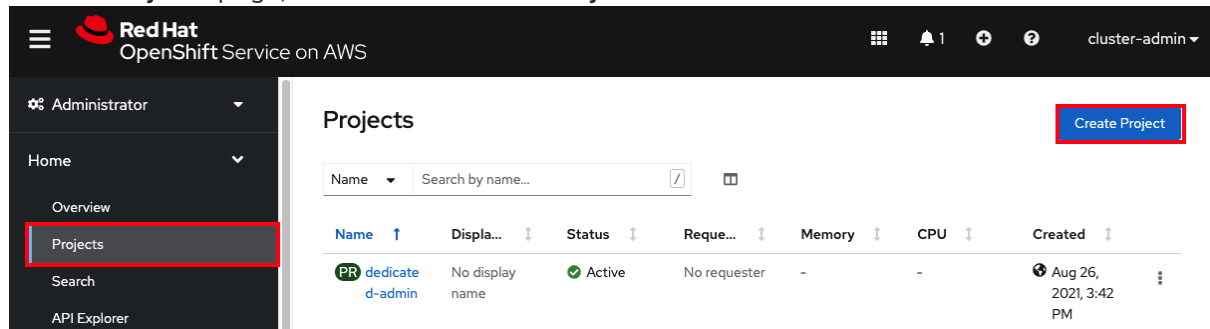 Red Hat
OpenShift Service on AWS
1
cluster-admin
Administrator
Home
Overview
Projects
Search
API Explorer
Projects
Create Project
Name
Search by name...
/
Name
Displa...
Status
Reque...
Memory
CPU
Created
PR dedicate
d-admin
No display
name
Active
No requester
-
-
Aug 26,
2021, 3:42
PM